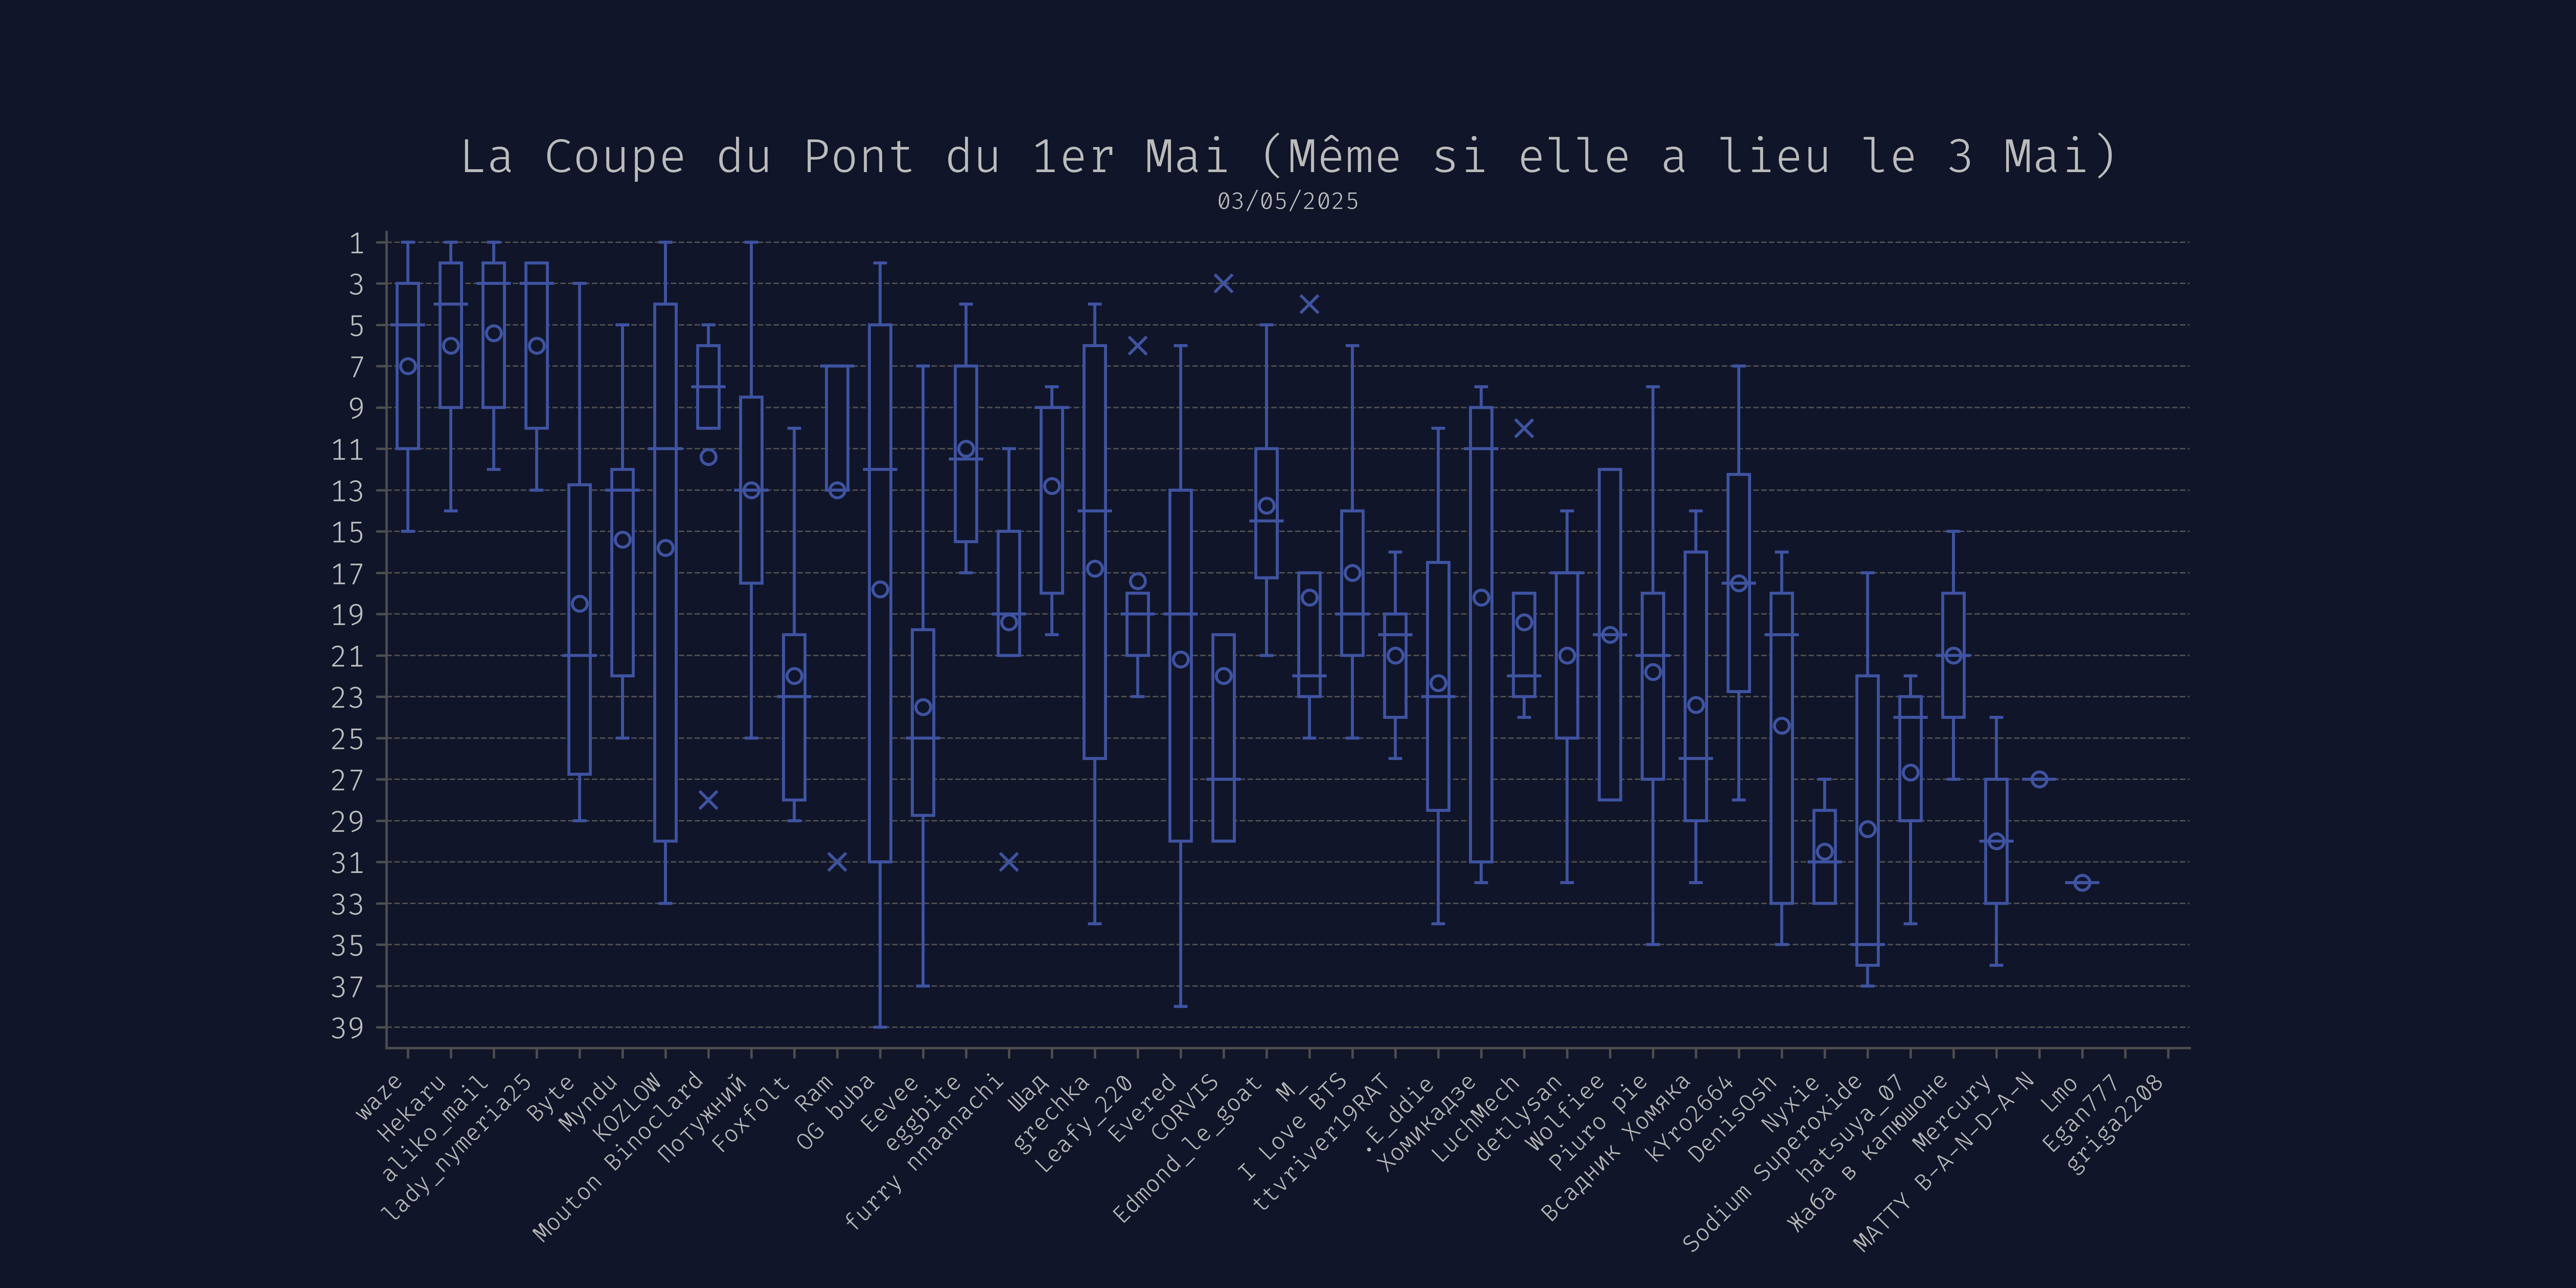 La Coupe du Pont du 1er Mai (Même si elle a lieu le 3 Mai)
03/05/2025
1
3
5
7
9
11
13
15
17
19
21
23
25
27
29
31
33
35
37
39
waze
Hekaru
aliko_mail
lady_nymeria25
Byte
Myndu
KOZLOW
Mouton Binoclard
Потужний
Foxfolt
Ram
OG buba
Eevee
eggbite
furry nnaanachi
Шад
grechka
Leafy_220
Evered
CORVIS
Edmond_le_goat
M_
I Love BTS
ttvriver19RAT
•E_ddie
Хомикадзе
LuchMech
detlysan
Wolfiee
Piuro pie
Всадник Хомяка
kYro2664
DenisOsh
Nyxie
Sodium Superoxide
hatsuya_07
Жаба в капюшоне
Mercury
MATTY B-A-N-D-A-N
Lmo
Egan777
griga2208